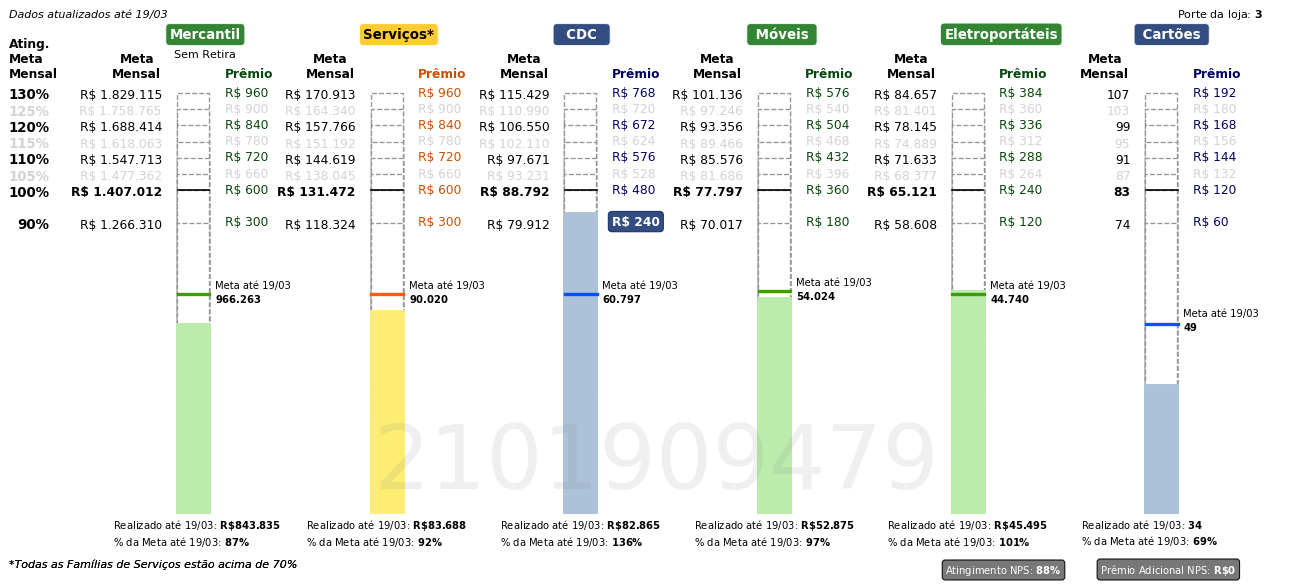 Dados atualizados até 19/03
Porte da loja: 3
Mercantil Serviços* CDC Móveis Eletroportáteis Cartões
Sem Retira
Ating. Meta Mensal
Meta Mensal Prêmio Meta Mensal Prêmio Meta Mensal Prêmio Meta Mensal Prêmio Meta Mensal Prêmio Meta Mensal Prêmio
130% R$ 1.829.115 R$ 960 R$ 170.913 R$ 960 R$ 115.429 R$ 768 R$ 101.136 R$ 576 R$ 84.657 R$ 384 107 R$ 192
125% R$ 1.758.765 R$ 900 R$ 164.340 R$ 900 R$ 110.990 R$ 720 R$ 97.246 R$ 540 R$ 81.401 R$ 360 103 R$ 180
120% R$ 1.688.414 R$ 840 R$ 157.766 R$ 840 R$ 106.550 R$ 672 R$ 93.356 R$ 504 R$ 78.145 R$ 336 99 R$ 168
115% R$ 1.618.063 R$ 780 R$ 151.192 R$ 780 R$ 102.110 R$ 624 R$ 89.466 R$ 468 R$ 74.889 R$ 312 95 R$ 156
110% R$ 1.547.713 R$ 720 R$ 144.619 R$ 720 R$ 97.671 R$ 576 R$ 85.576 R$ 432 R$ 71.633 R$ 288 91 R$ 144
105% R$ 1.477.362 R$ 660 R$ 138.045 R$ 660 R$ 93.231 R$ 528 R$ 81.686 R$ 396 R$ 68.377 R$ 264 87 R$ 132
100% R$ 1.407.012 R$ 600 R$ 131.472 R$ 600 R$ 88.792 R$ 480 R$ 77.797 R$ 360 R$ 65.121 R$ 240 83 R$ 120
90% R$ 1.266.310 R$ 300 R$ 118.324 R$ 300 R$ 79.912 R$ 240 R$ 70.017 R$ 180 R$ 58.608 R$ 120 74 R$ 60
Meta até 19/03
966.263
Meta até 19/03
90.020
Meta até 19/03
60.797
Meta até 19/03
54.024
Meta até 19/03
44.740
Meta até 19/03
49
2101909479
Realizado até 19/03: R$843.835
% da Meta até 19/03: 87%
Realizado até 19/03: R$83.688
% da Meta até 19/03: 92%
Realizado até 19/03: R$82.865
% da Meta até 19/03: 136%
Realizado até 19/03: R$52.875
% da Meta até 19/03: 97%
Realizado até 19/03: R$45.495
% da Meta até 19/03: 101%
Realizado até 19/03: 34
% da Meta até 19/03: 69%
*Todas as Famílias de Serviços estão acima de 70%
Atingimento NPS: 88%
Prêmio Adicional NPS: R$0